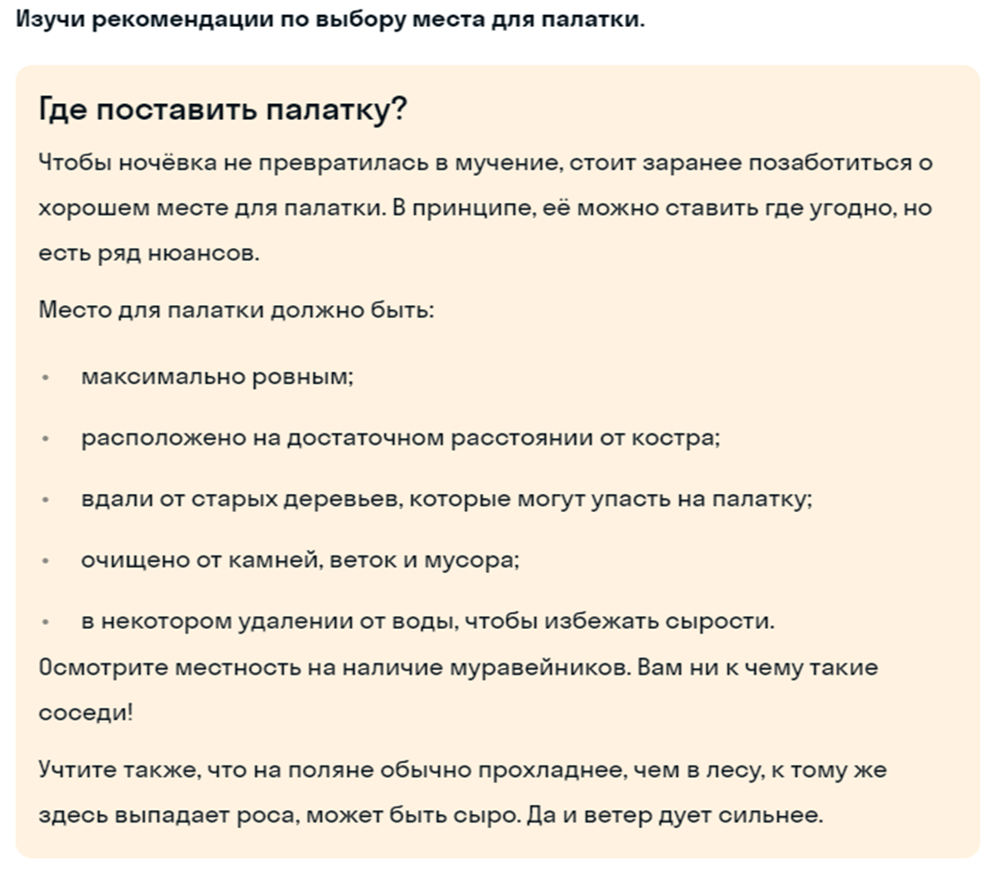 Изучи рекомендации по выбору места для палатки.
Где поставить палатку?
Чтобы ночёвка не превратилась в мучение, стоит заранее позаботиться о
хорошем месте для палатки. В принципе, её можно ставить где угодно, но
есть ряд нюансов.
Место для палатки должно быть:
• максимально ровным;
• расположено на достаточном расстоянии от костра;
• вдали от старых деревьев, которые могут упасть на палатку;
• очищено от камней, веток и мусора;
• в некотором удалении от воды, чтобы избежать сырости.
Осмотрите местность на наличие муравейников. Вам ни к чему такие
соседи!
Учтите также, что на поляне обычно прохладнее, чем в лесу, к тому же
здесь выпадает роса, может быть сыро. Да и ветер дует сильнее.